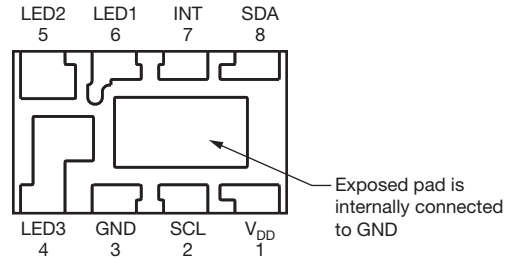 LED2 LED1 INT SDA
5 6 7 8
Exposed pad is
internally connected
to GND
LED3 GND SCL VDD
4 3 2 1